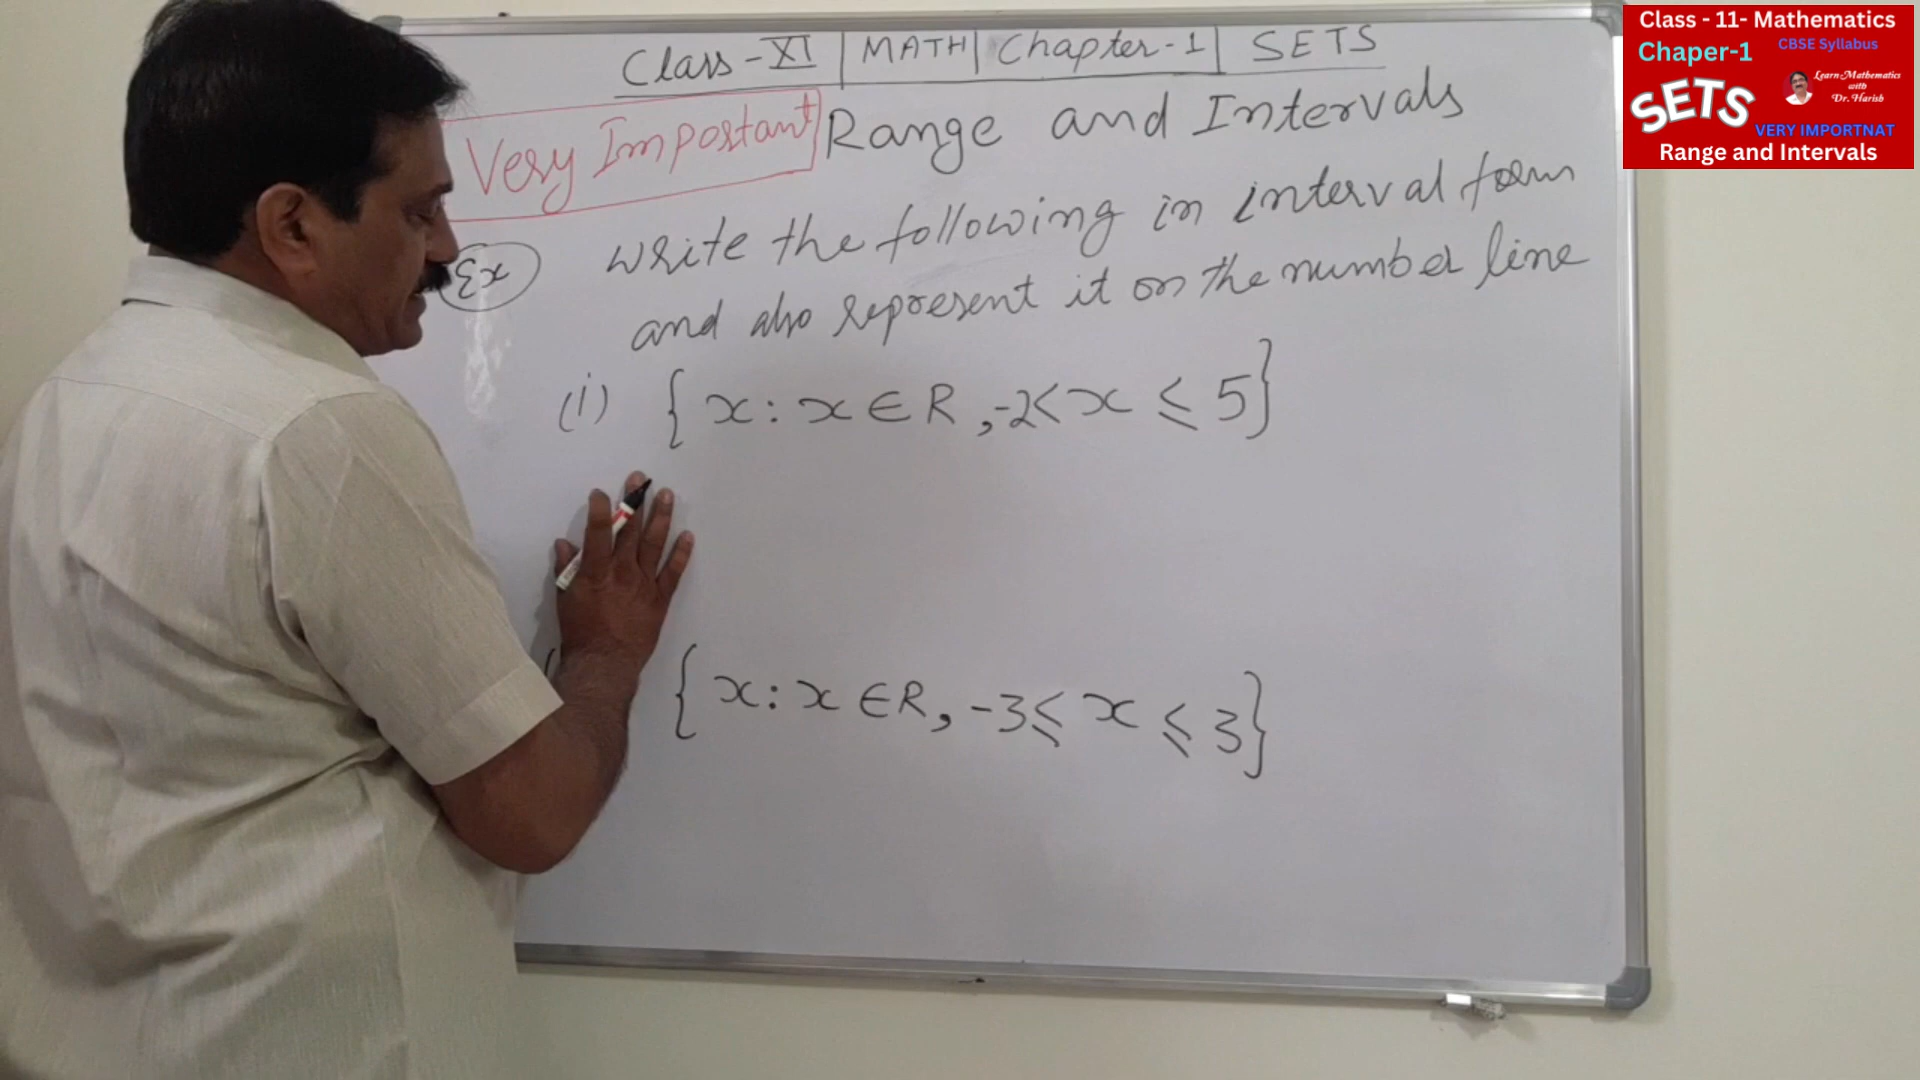 Class-XI | MATH | Chapter-1 | SETS
Very Important Range and Intervals
Ex Write the following in interval form
and also represent it on the number line
(i) { x : x ∈ R , -2 < x ≤ 5 }
{ x : x ∈ R , -3 ≤ x ≤ 3 }
Class - 11- Mathematics
Chaper-1 CBSE Syllabus
SETS
Learn Mathematics
with
Dr. Harish
VERY IMPORTNAT
Range and Intervals